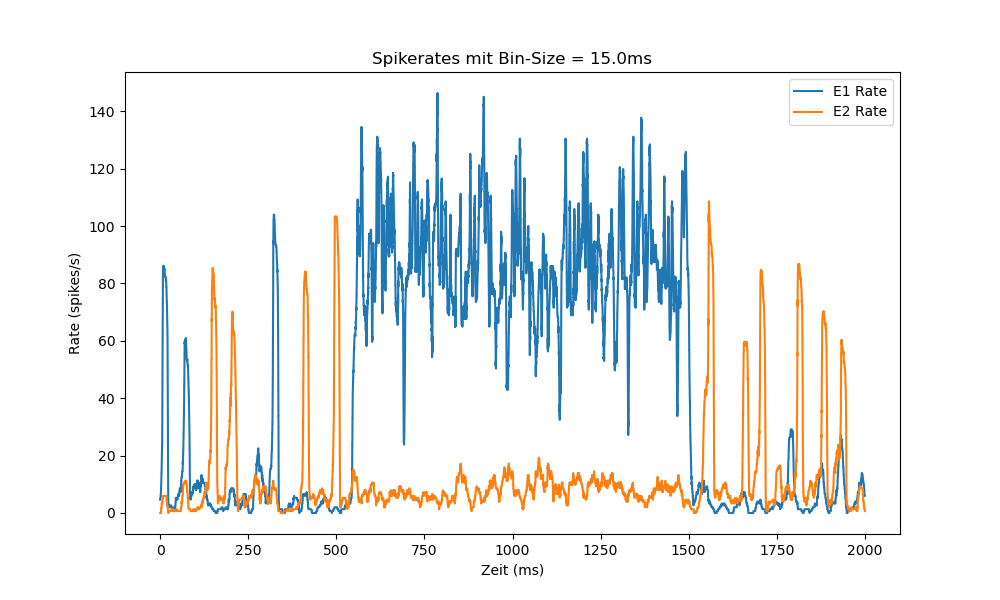 Spikerates mit Bin-Size = 15.0ms
E1 Rate
E2 Rate
140
120
100
80
60
40
20
0
Rate (spikes/s)
0 250 500 750 1000 1250 1500 1750 2000
Zeit (ms)